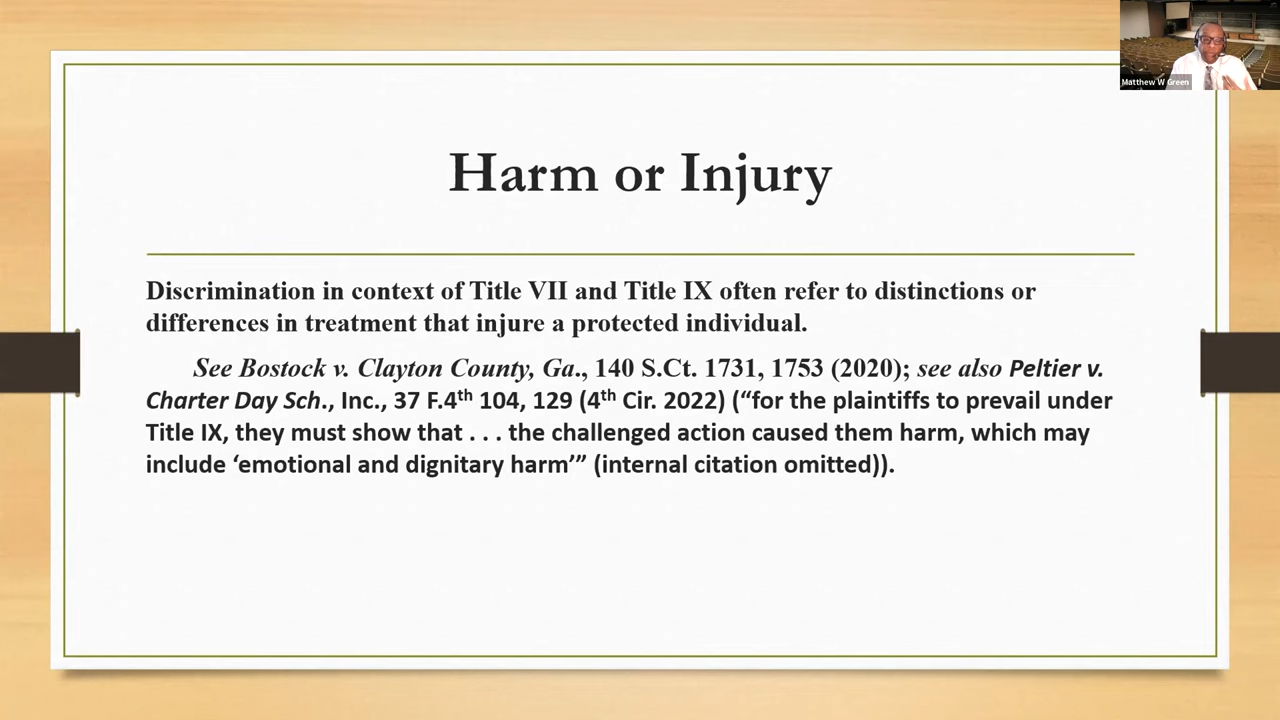 Matthew W Green
Harm or Injury
Discrimination in context of Title VII and Title IX often refer to distinctions or
differences in treatment that injure a protected individual.
See Bostock v. Clayton County, Ga., 140 S.Ct. 1731, 1753 (2020); see also Peltier v.
Charter Day Sch., Inc., 37 F.4th 104, 129 (4th Cir. 2022) (“for the plaintiffs to prevail under
Title IX, they must show that . . . the challenged action caused them harm, which may
include ‘emotional and dignitary harm’” (internal citation omitted)).